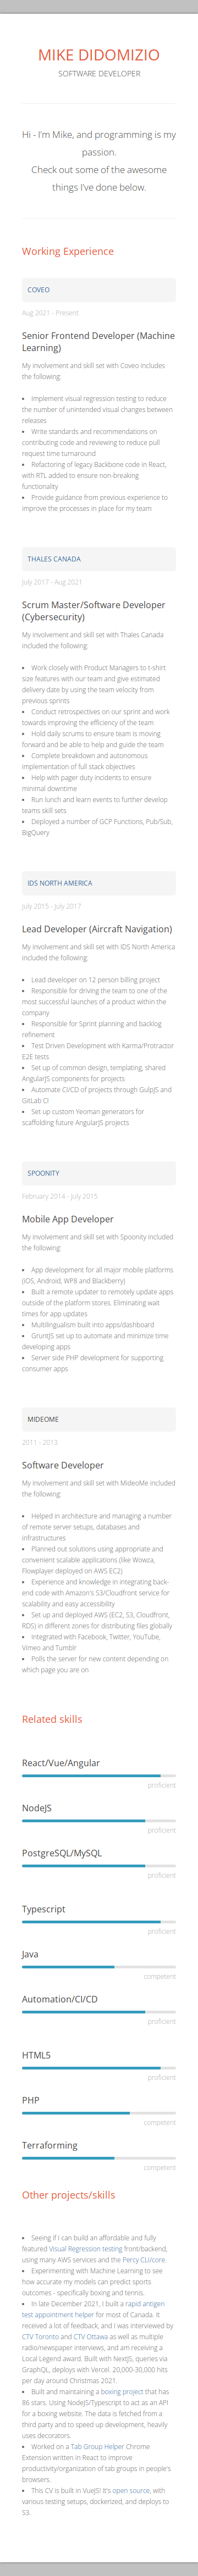 MIKE DIDOMIZIO
SOFTWARE DEVELOPER
Hi - I'm Mike, and programming is my
passion.
Check out some of the awesome
things I've done below.
Working Experience
COVEO
Aug 2021 - Present
Senior Frontend Developer (Machine
Learning)
My involvement and skill set with Coveo includes
the following:
• Implement visual regression testing to reduce
the number of unintended visual changes between
releases
• Write standards and recommendations on
contributing code and reviewing to reduce pull
request time turnaround
• Refactoring of legacy Backbone code in React,
with RTL added to ensure non-breaking
functionality
• Provide guidance from previous experience to
improve the processes in place for my team
THALES CANADA
July 2017 - Aug 2021
Scrum Master/Software Developer
(Cybersecurity)
My involvement and skill set with Thales Canada
included the following:
• Work closely with Product Managers to t-shirt
size features with our team and give estimated
delivery date by using the team velocity from
previous sprints
• Conduct retrospectives on our sprint and work
towards improving the efficiency of the team
• Hold daily scrums to ensure team is moving
forward and be able to help and guide the team
• Complete breakdown and autonomous
implementation of full stack objectives
• Help with pager duty incidents to ensure
minimal downtime
• Run lunch and learn events to further develop
teams skill sets
• Deployed a number of GCP Functions, Pub/Sub,
BigQuery
IDS NORTH AMERICA
July 2015 - July 2017
Lead Developer (Aircraft Navigation)
My involvement and skill set with IDS North America
included the following:
• Lead developer on 12 person billing project
• Responsible for driving the team to one of the
most successful launches of a product within the
company
• Responsible for Sprint planning and backlog
refinement
• Test Driven Development with Karma/Protractor
E2E tests
• Set up of common design, templating, shared
AngularJS components for projects
• Automate CI/CD of projects through GulpJS and
GitLab CI
• Set up custom Yeoman generators for
scaffolding future AngularJS projects
SPOONITY
February 2014 - July 2015
Mobile App Developer
My involvement and skill set with Spoonity included
the following:
• App development for all major mobile platforms
(iOS, Android, WP8 and Blackberry)
• Built a remote updater to remotely update apps
outside of the platform stores. Eliminating wait
times for app updates
• Multilingualism built into apps/dashboard
• GruntJS set up to automate and minimize time
developing apps
• Server side PHP development for supporting
consumer apps
MIDEOME
2011 - 2013
Software Developer
My involvement and skill set with MideoMe included
the following:
• Helped in architecture and managing a number
of remote server setups, databases and
infrastructures
• Planned out solutions using appropriate and
convenient scalable applications (like Wowza,
Flowplayer deployed on AWS EC2)
• Experience and knowledge in integrating back-
end code with Amazon's S3/Cloudfront service for
scalability and easy accessibility
• Set up and deployed AWS (EC2, S3, Cloudfront,
RDS) in different zones for distributing files globally
• Integrated with Facebook, Twitter, YouTube,
Vimeo and Tumblr
• Polls the server for new content depending on
which page you are on
Related skills
React/Vue/Angular
proficient
NodeJS
proficient
PostgreSQL/MySQL
proficient
Typescript
proficient
Java
competent
Automation/CI/CD
proficient
HTML5
proficient
PHP
competent
Terraforming
competent
Other projects/skills
• Seeing if I can build an affordable and fully
featured Visual Regression testing front/backend,
using many AWS services and the Percy CLI/core.
• Experimenting with Machine Learning to see
how accurate my models can predict sports
outcomes - specifically boxing and tennis.
• In late December 2021, I built a rapid antigen
test appointment helper for most of Canada. It
received a lot of feedback, and I was interviewed by
CTV Toronto and CTV Ottawa as well as multiple
radio/newspaper interviews, and am receiving a
Local Legend award. Built with NextJS, queries via
GraphQL, deploys with Vercel. 20,000-30,000 hits
per day around Christmas 2021.
• Built and maintaining a boxing project that has
86 stars. Using NodeJS/Typescript to act as an API
for a boxing website. The data is fetched from a
third party and to speed up development, heavily
uses decorators.
• Worked on a Tab Group Helper Chrome
Extension written in React to improve
productivity/organization of tab groups in people's
browsers.
• This CV is built in VueJS! It's open source, with
various testing setups, dockerized, and deploys to
S3.